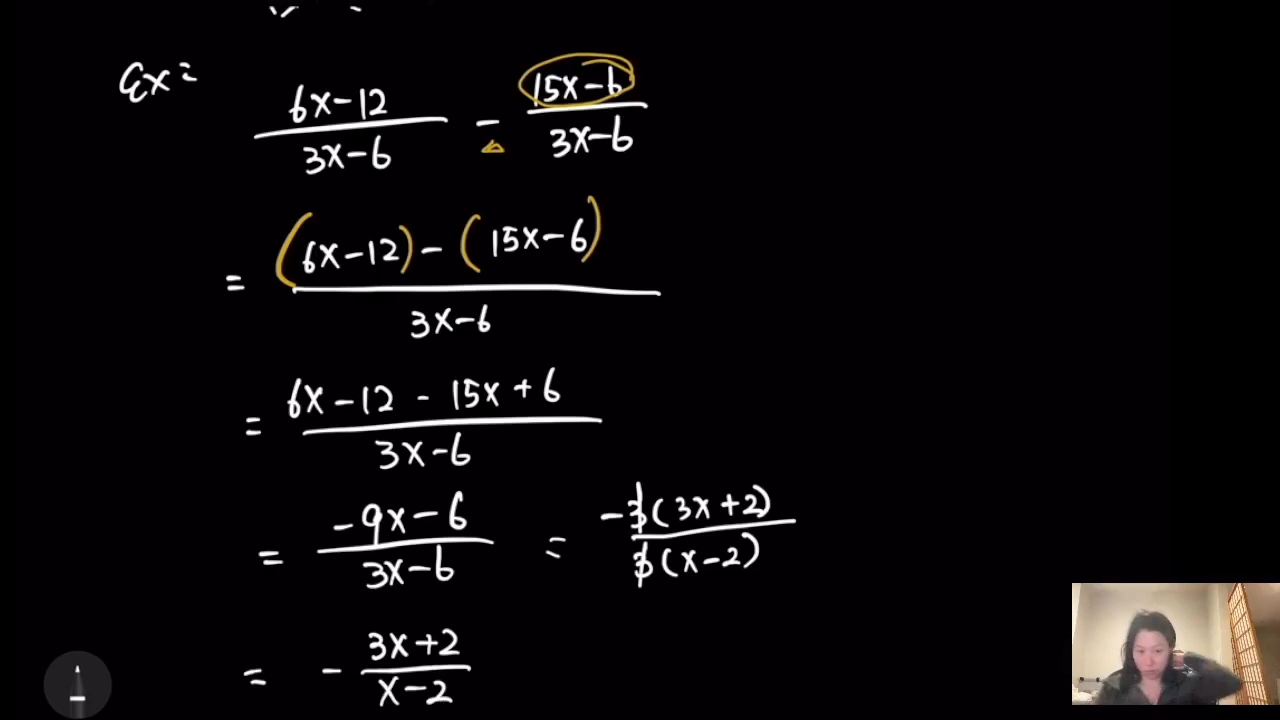 Ex=
6x-12 / 3x-6 - 15x-6 / 3x-6
= (6x-12) - (15x-6) / 3x-6
= 6x-12 - 15x+6 / 3x-6
= -9x-6 / 3x-6 = -3(3x+2) / 3(x-2)
= - 3x+2 / x-2